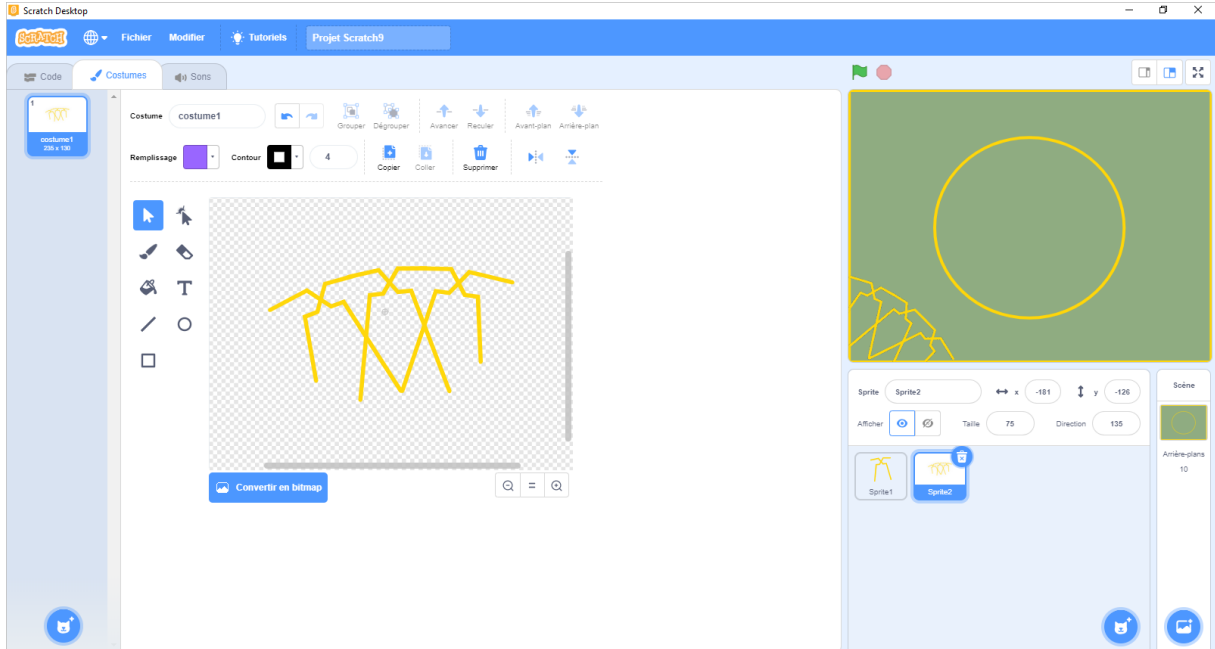 Scratch Desktop
SCRATCH Fichier Modifier Tutoriels Projet Scratch9
Code Costumes Sons
1
costume1
235 x 130
Costume costume1 Grouper Dégrouper Avancer Reculer Avant-plan Arrière-plan
Remplissage Contour 4 Copier Coller Supprimer
T
Convertir en bitmap
Sprite Sprite2 x -181 y -126
Afficher Taille 75 Direction 135
Sprite1 Sprite2
Scène
Arrière-plans
10